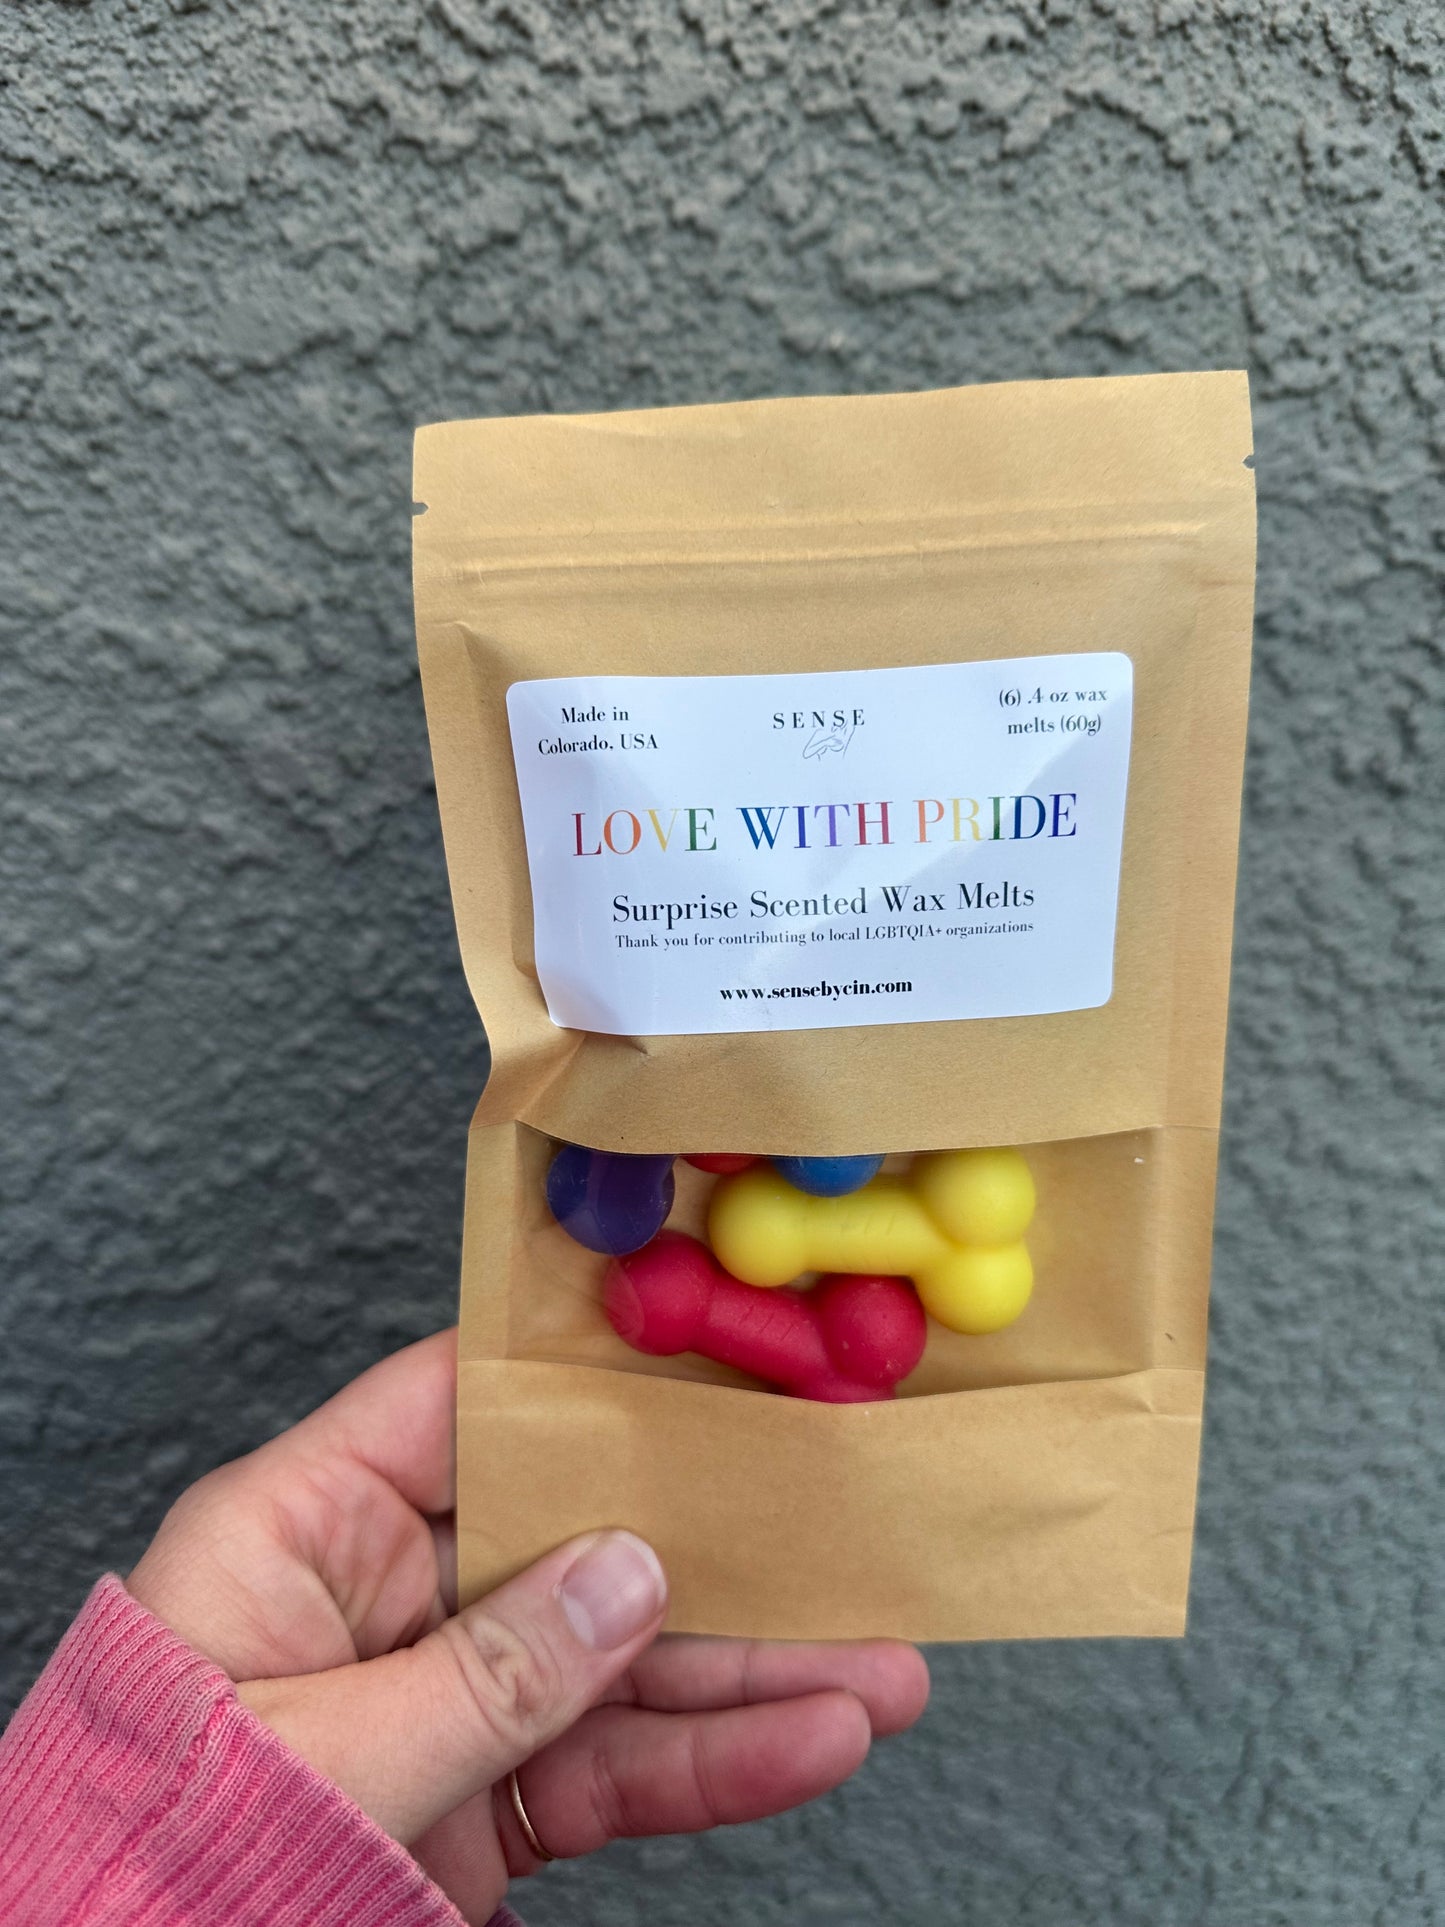 Made in
Colorado, USA
SENSE
(6) .4 oz wax
melts (60g)
LOVE WITH PRIDE
Surprise Scented Wax Melts
Thank you for contributing to local LGBTQIA+ organizations
www.sensebycin.com